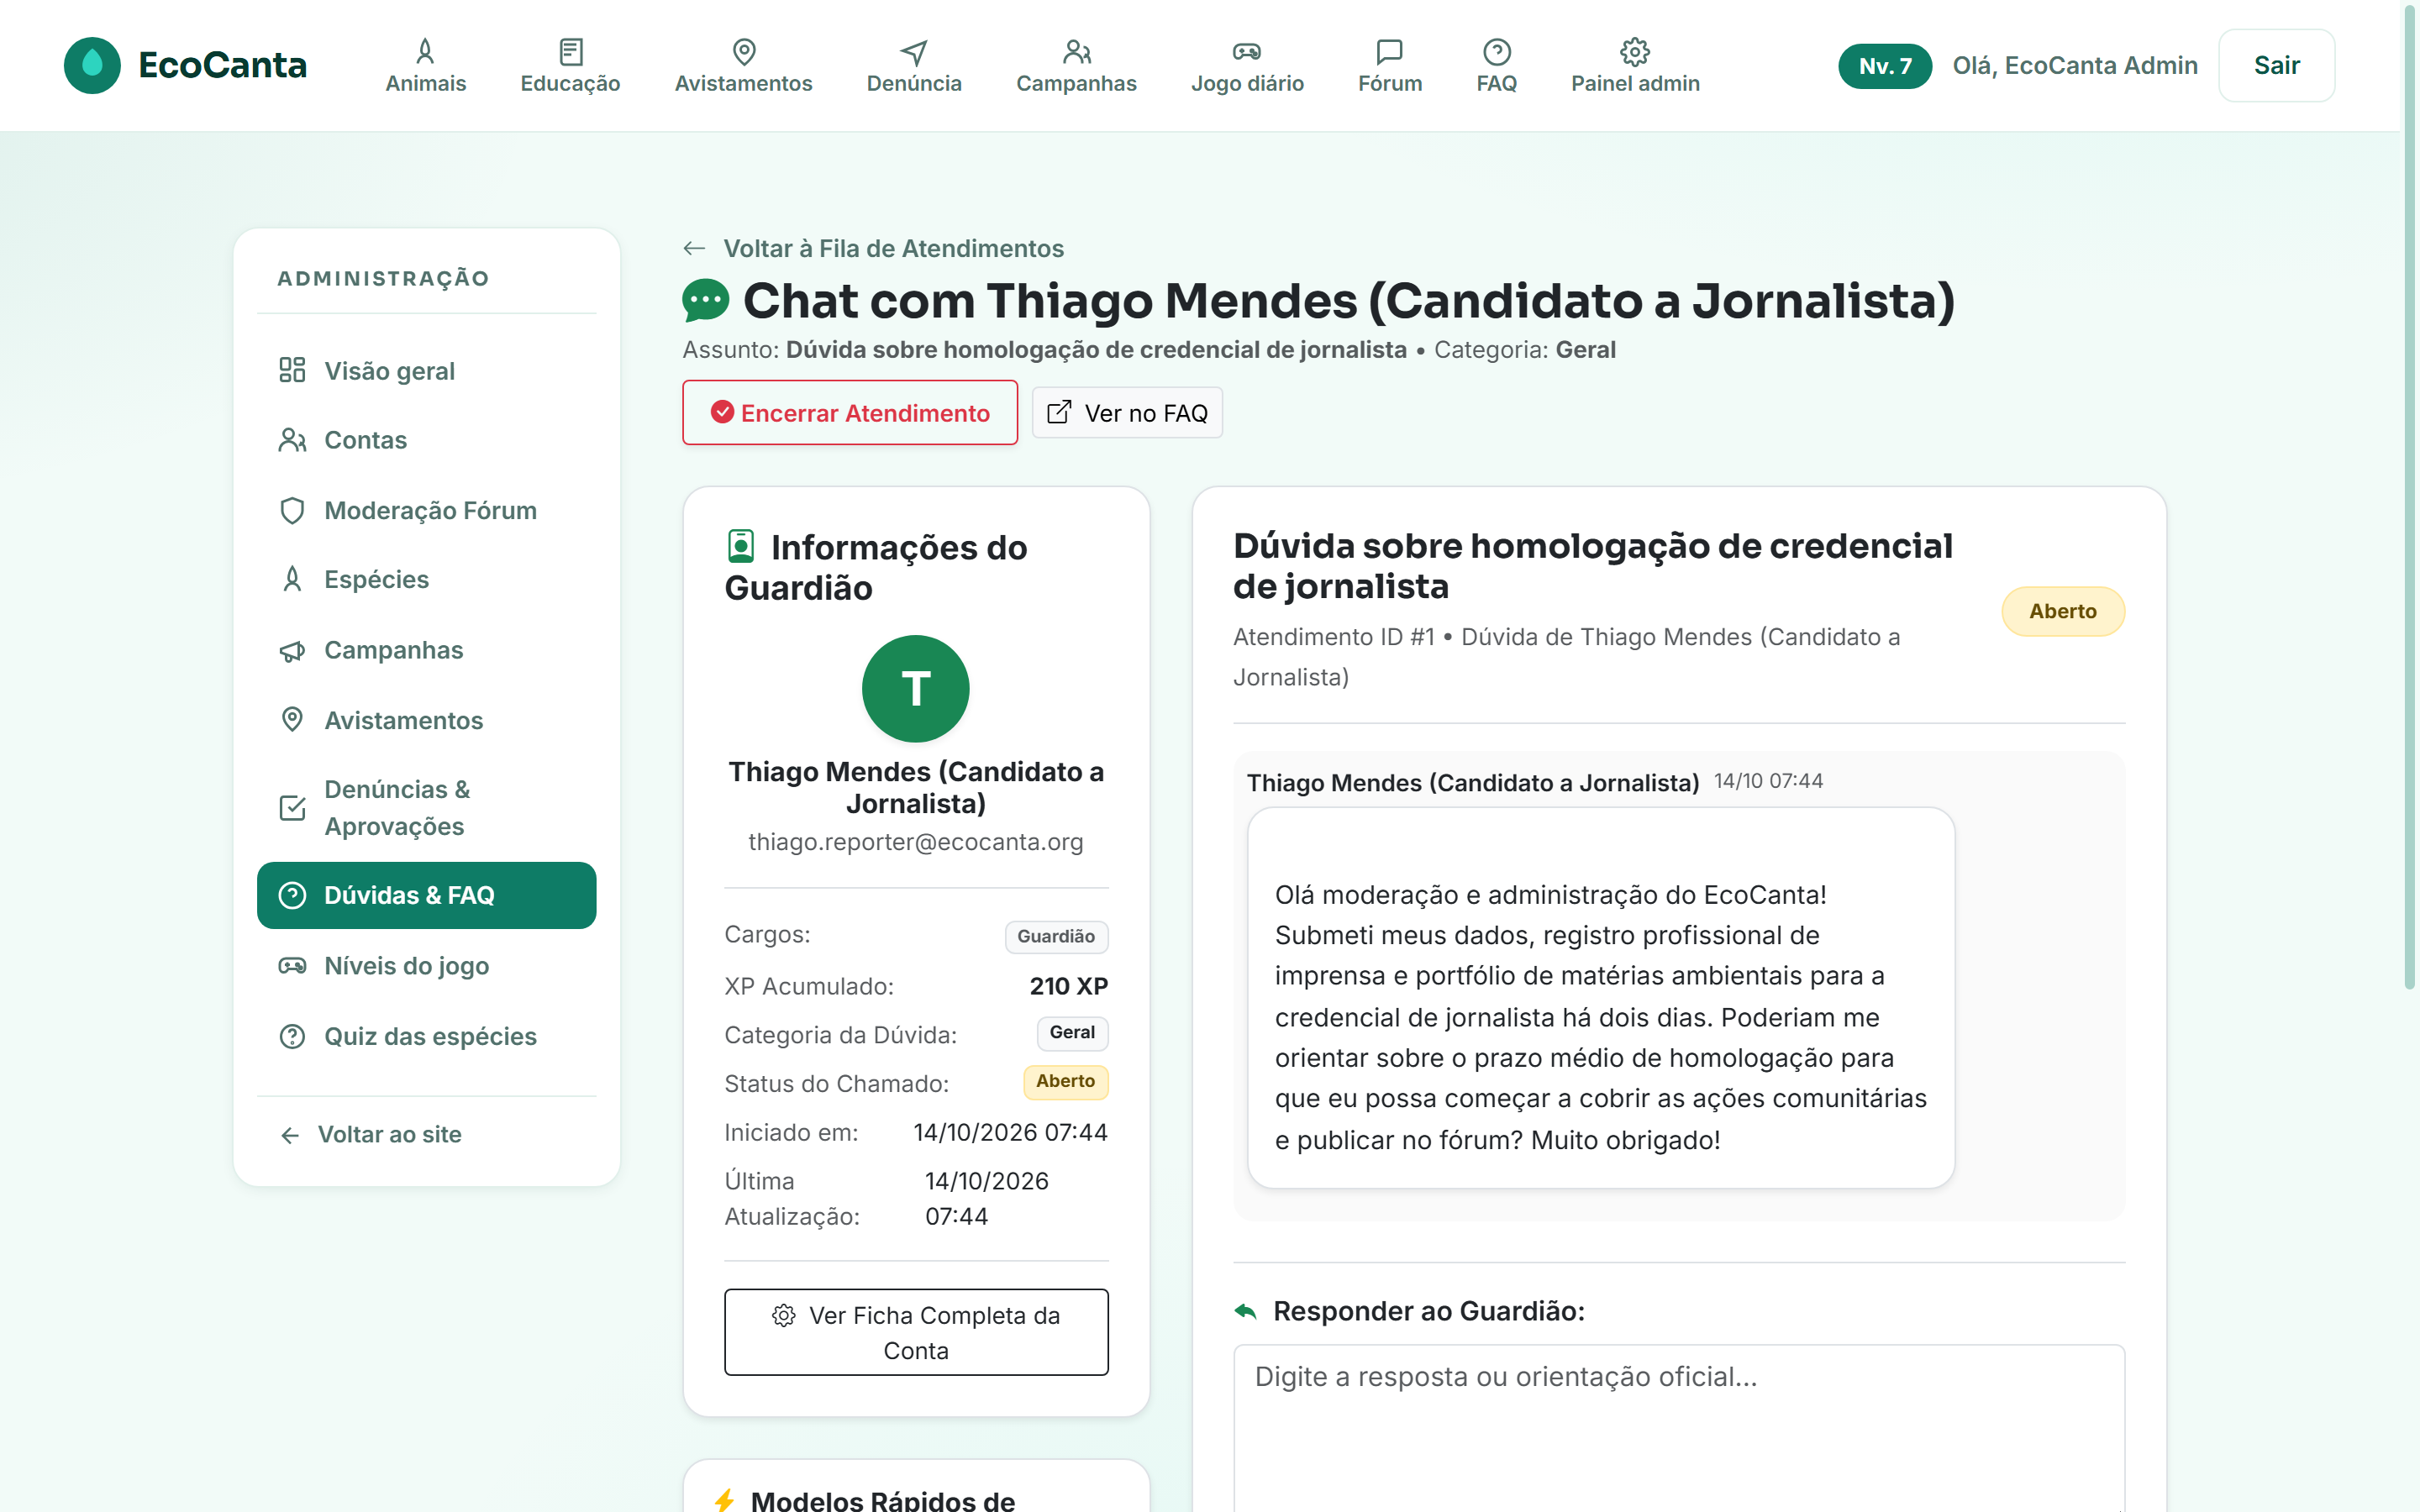 EcoCanta
Animais
Educação
Avistamentos
Denúncia
Campanhas
Jogo diário
Fórum
FAQ
Painel admin
Nv. 7
Olá, EcoCanta Admin
Sair
ADMINISTRAÇÃO
Visão geral
Contas
Moderação Fórum
Espécies
Campanhas
Avistamentos
Denúncias &
Aprovações
Dúvidas & FAQ
Níveis do jogo
Quiz das espécies
Voltar ao site
Voltar à Fila de Atendimentos
Chat com Thiago Mendes (Candidato a Jornalista)
Assunto: Dúvida sobre homologação de credencial de jornalista • Categoria: Geral
Encerrar Atendimento
Ver no FAQ
Informações do
Guardião
T
Thiago Mendes (Candidato a
Jornalista)
thiago.reporter@ecocanta.org
Cargos: Guardião
XP Acumulado: 210 XP
Categoria da Dúvida: Geral
Status do Chamado: Aberto
Iniciado em: 14/10/2026 07:44
Última 14/10/2026
Atualização: 07:44
Ver Ficha Completa da
Conta
Modelos Rápidos de
Dúvida sobre homologação de credencial
de jornalista
Atendimento ID #1 • Dúvida de Thiago Mendes (Candidato a
Jornalista)
Aberto
Thiago Mendes (Candidato a Jornalista) 14/10 07:44
Olá moderação e administração do EcoCanta!
Submeti meus dados, registro profissional de
imprensa e portfólio de matérias ambientais para a
credencial de jornalista há dois dias. Poderiam me
orientar sobre o prazo médio de homologação para
que eu possa começar a cobrir as ações comunitárias
e publicar no fórum? Muito obrigado!
Responder ao Guardião:
Digite a resposta ou orientação oficial...